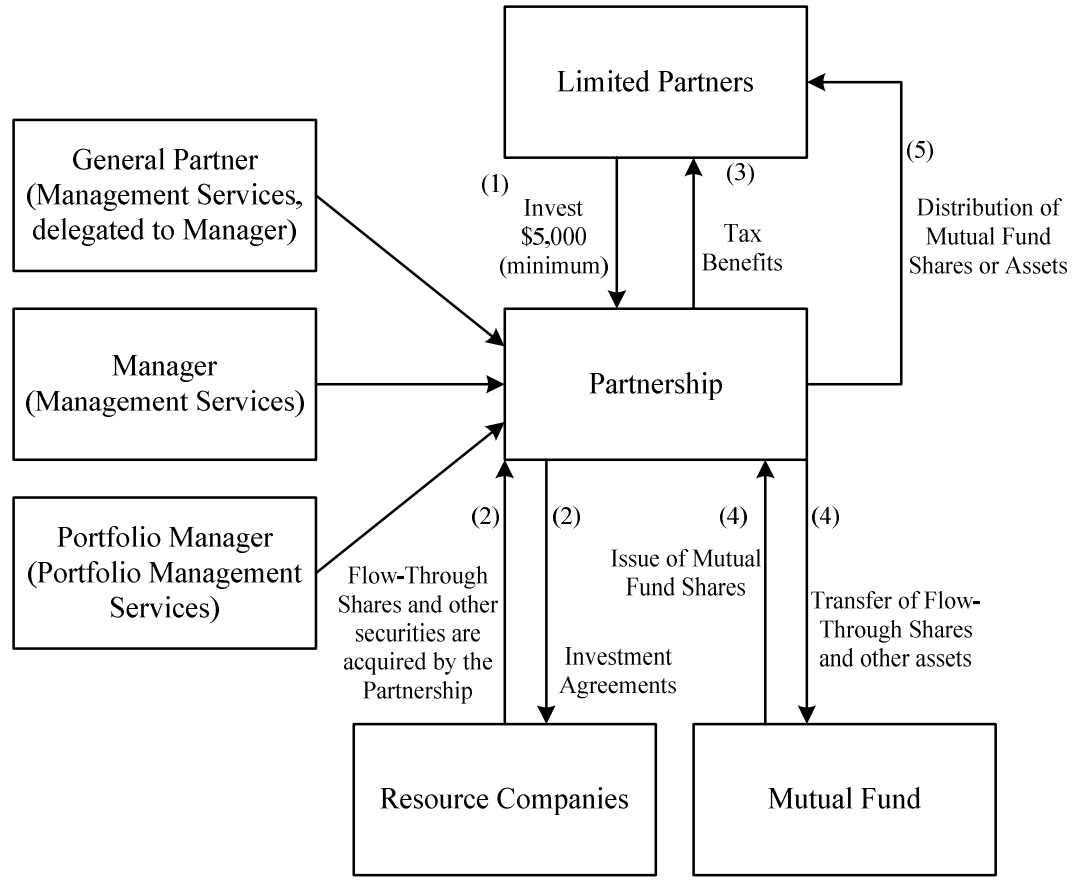 Limited Partners
General Partner
(Management Services,
delegated to Manager)
(1)
Invest
$5,000
(minimum)
(3)
Tax
Benefits
(5)
Distribution of
Mutual Fund
Shares or Assets
Manager
(Management Services)
Partnership
Portfolio Manager
(Portfolio Management
Services)
(2)
Flow-Through
Shares and other
securities are
acquired by the
Partnership
(2)
Investment
Agreements
(4)
Issue of Mutual
Fund Shares
(4)
Transfer of Flow-
Through Shares
and other assets
Resource Companies
Mutual Fund